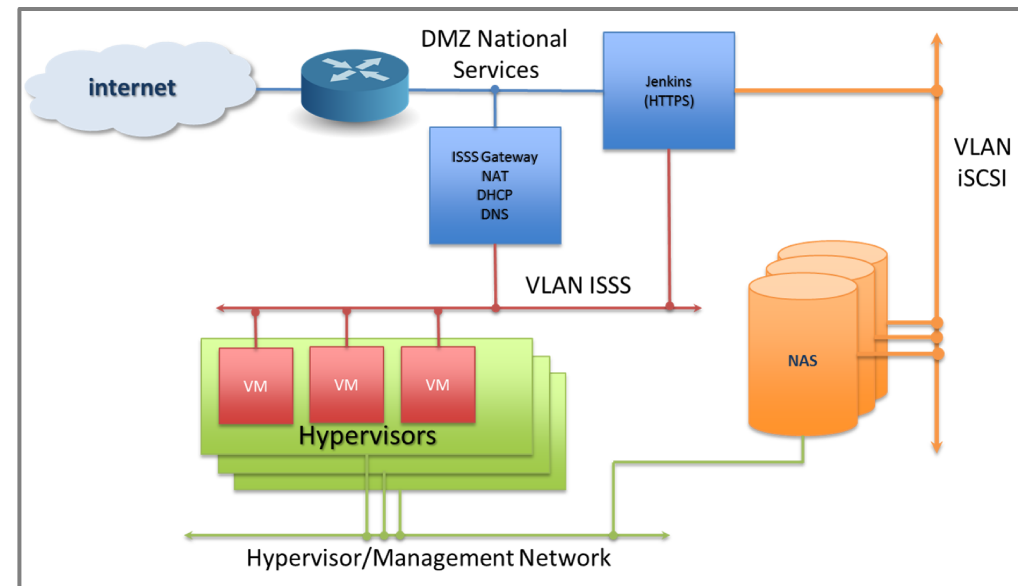 internet
DMZ National
Services
Jenkins
(HTTPS)
ISSS Gateway
NAT
DHCP
DNS
VLAN
iSCSI
VLAN ISSS
VM
VM
VM
Hypervisors
NAS
Hypervisor/Management Network